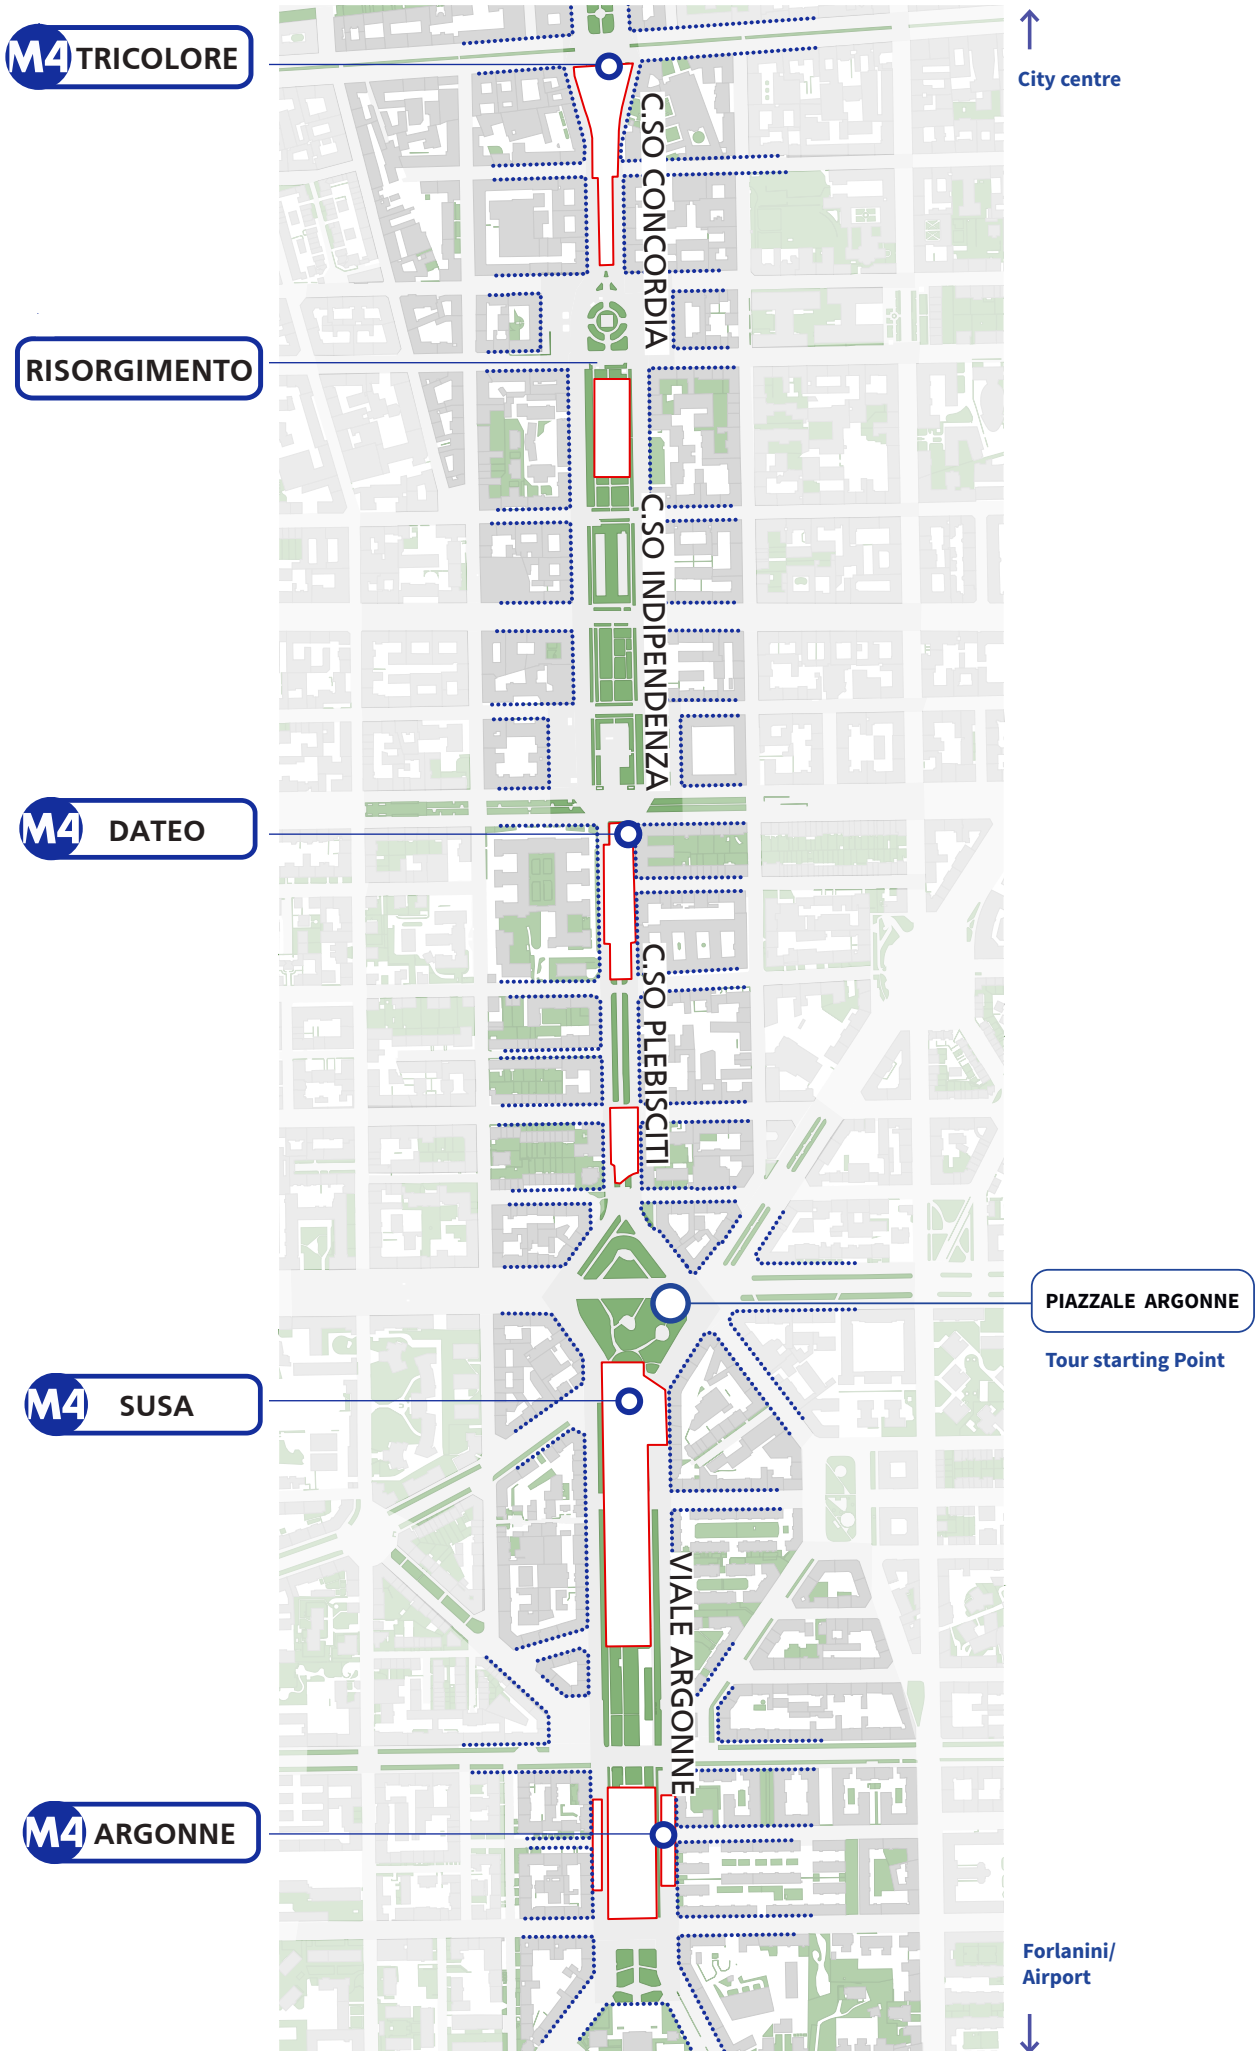 M4 TRICOLORE
City centre
C.SO CONCORDIA
RISORGIMENTO
C.SO INDIPENDENZA
M4 DATEO
C.SO PLEBISCITI
PIAZZALE ARGONNE
Tour starting Point
M4 SUSA
VIALE ARGONNE
M4 ARGONNE
Forlanini/
Airport